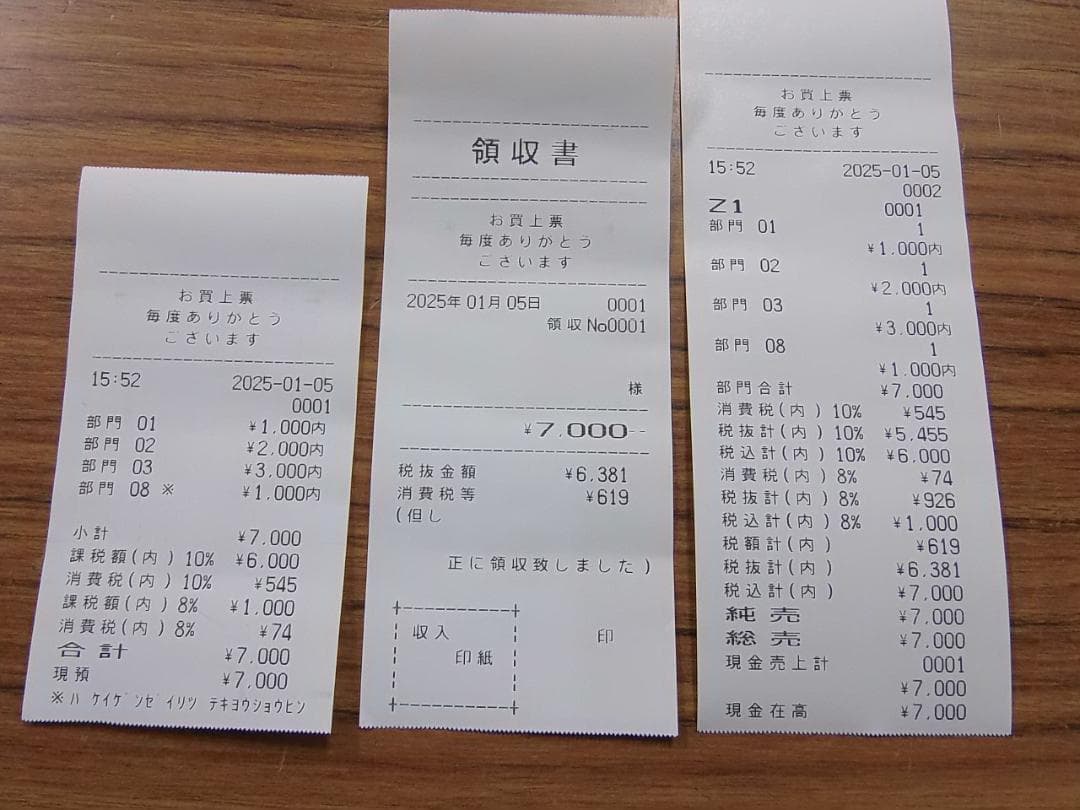 お買上票
毎度ありがとう
ございます
15:52 2025-01-05
0001
部門 01 ¥1,000内
部門 02 ¥2,000内
部門 03 ¥3,000内
部門 08 ※ ¥1,000内
小計 ¥7,000
課税額(内) 10% ¥6,000
消費税(内) 10% ¥545
課税額(内) 8% ¥1,000
消費税(内) 8% ¥74
合計 ¥7,000
現預 ¥7,000
※ハ ケイゲンゼイリツ テキヨウショウヒン
領収書
お買上票
毎度ありがとう
ございます
2025年01月05日 0001
領収No0001
様
¥7,000--
税抜金額 ¥6,381
消費税等 ¥619
(但し
正に領収致しました)
収入
印紙
印
お買上票
毎度ありがとう
ございます
15:52 2025-01-05
0002
Z1 0001
部門 01 1
¥1,000内
部門 02 1
¥2,000内
部門 03 1
¥3,000内
部門 08 1
¥1,000内
部門合計 ¥7,000
消費税(内) 10% ¥545
税抜計(内) 10% ¥5,455
税込計(内) 10% ¥6,000
消費税(内) 8% ¥74
税抜計(内) 8% ¥926
税込計(内) 8% ¥1,000
税額計(内) ¥619
税抜計(内) ¥6,381
税込計(内) ¥7,000
純売 ¥7,000
総売 ¥7,000
現金売上計 0001
¥7,000
現金在高 ¥7,000